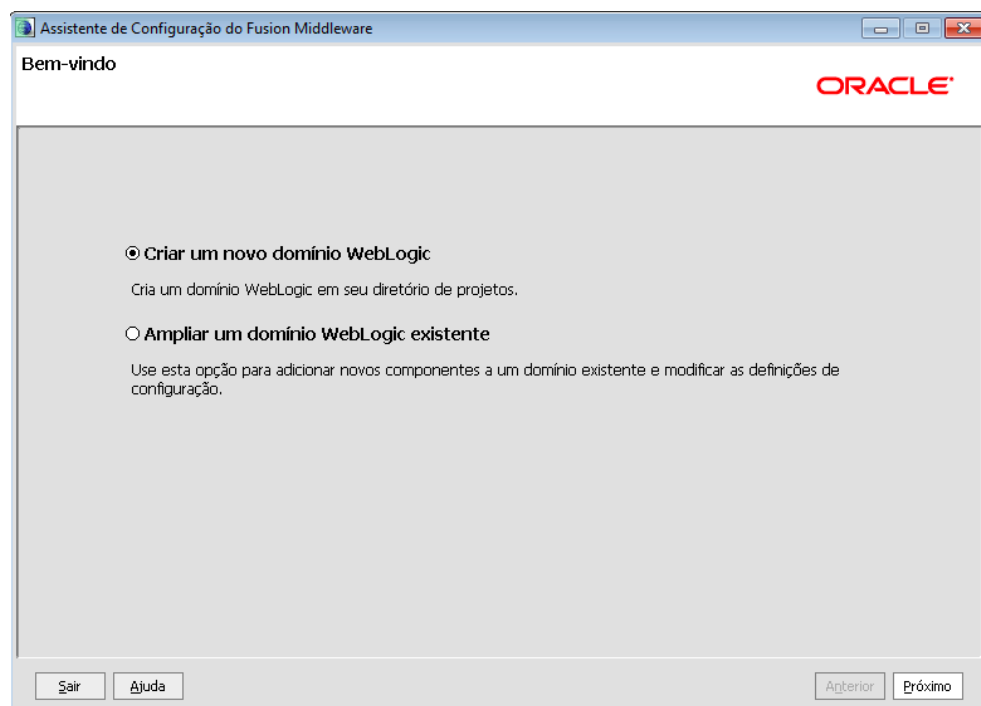 Assistente de Configuração do Fusion Middleware
Bem-vindo
ORACLE
Criar um novo domínio WebLogic
Cria um domínio WebLogic em seu diretório de projetos.
Ampliar um domínio WebLogic existente
Use esta opção para adicionar novos componentes a um domínio existente e modificar as definições de
configuração.
Sair Ajuda Anterior Próximo